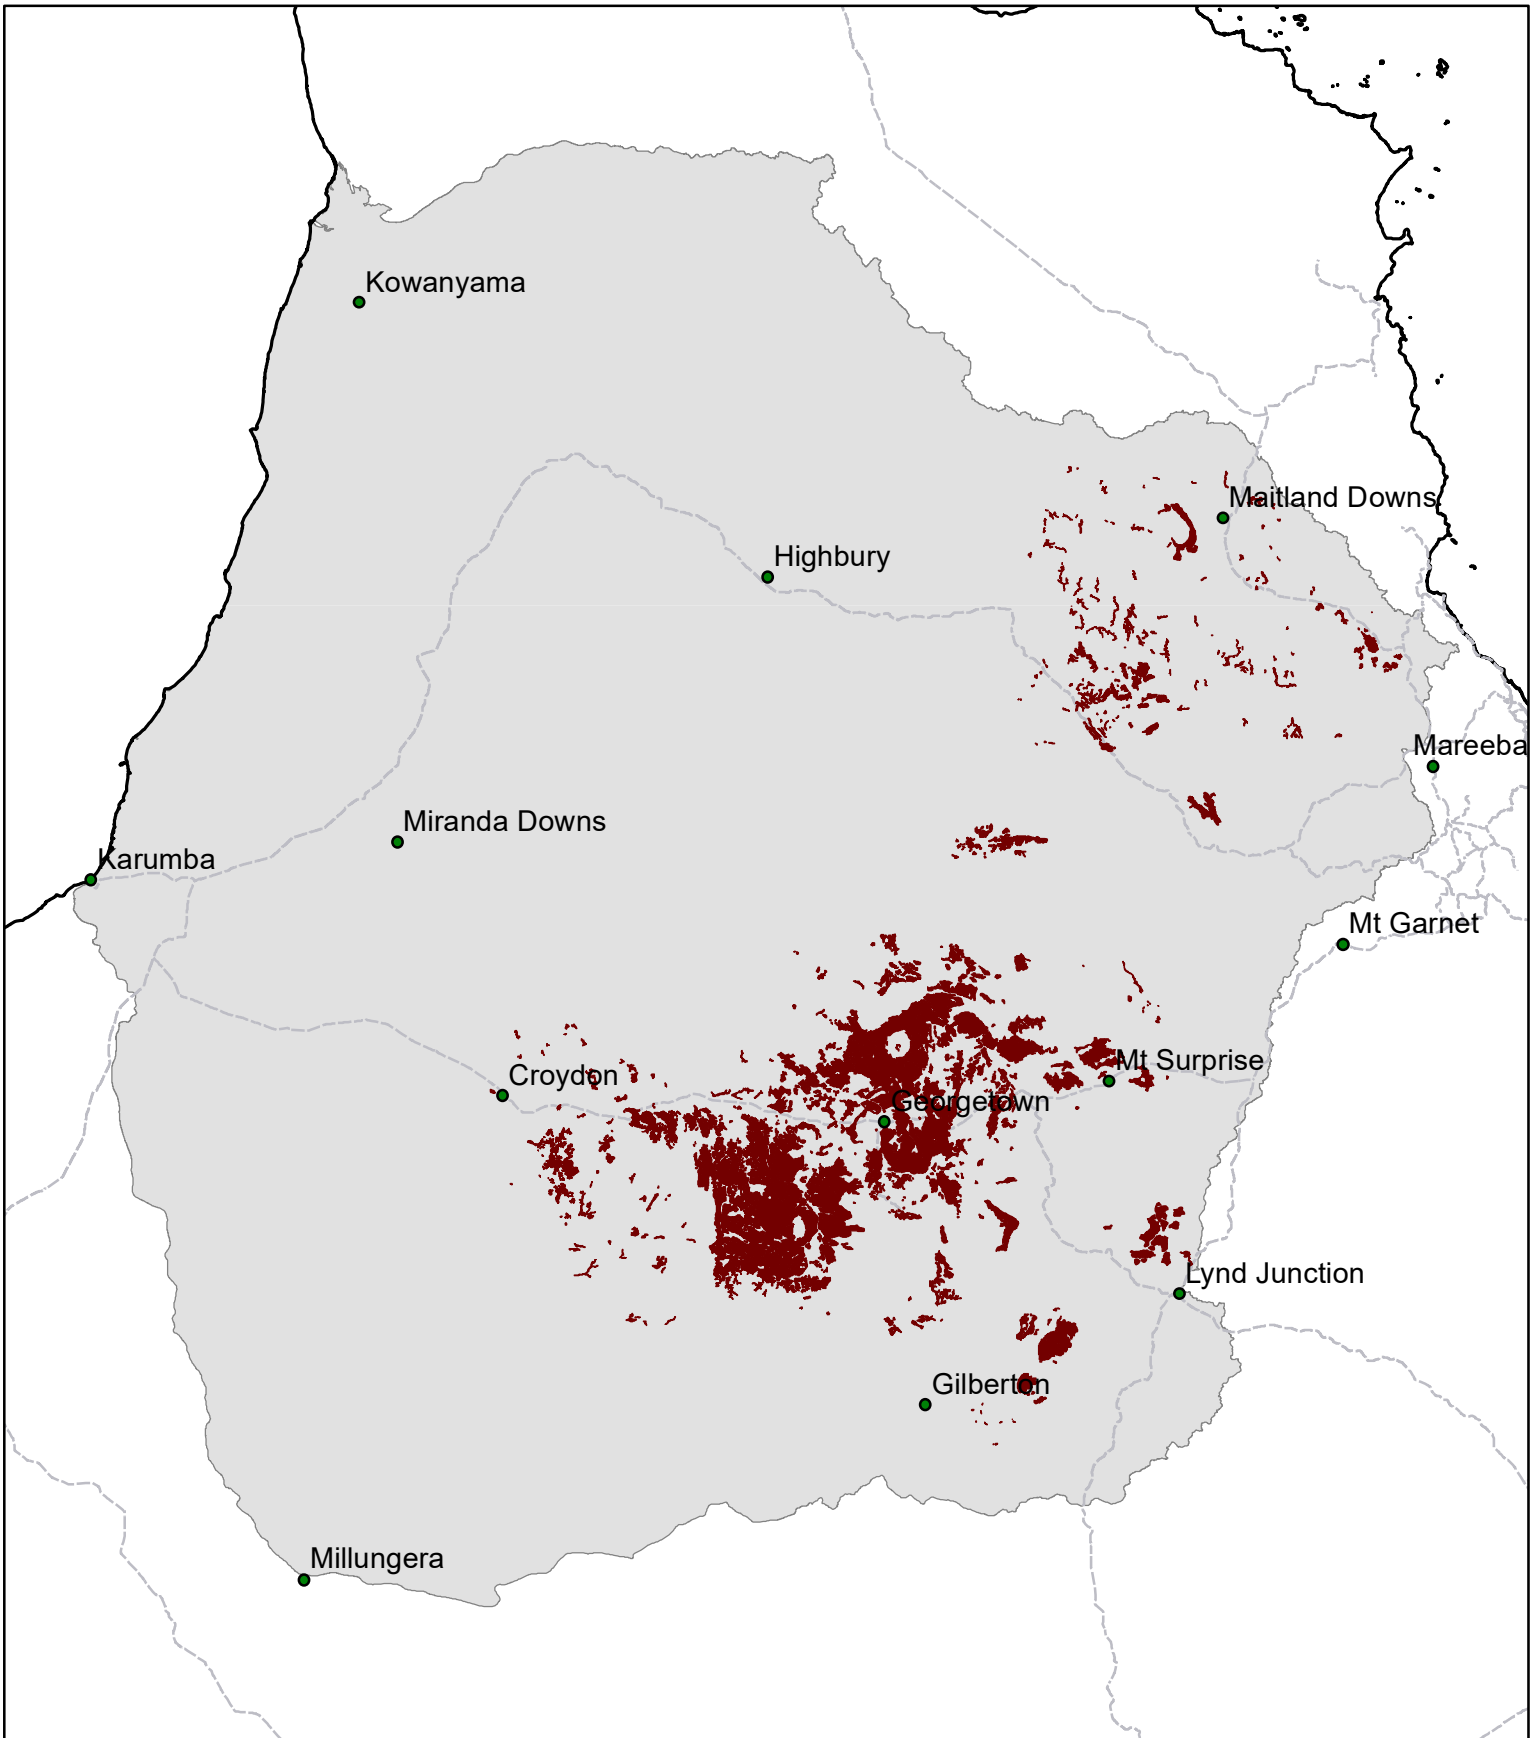 Kowanyama
Maitland Downs
Highbury
Mareeba
Miranda Downs
Karumba
Mt Garnet
Mt Surprise
Croydon
Georgetown
Lynd Junction
Gilberton
Millungera